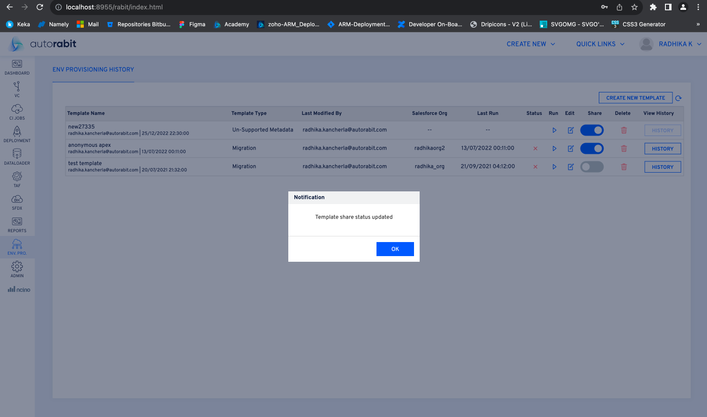 localhost:8955/rabit/index.html
Keka
Namely
Mail
Repositories Bitbu...
Figma
Academy
zoho-ARM_Deplo...
ARM-Deployment...
Developer On-Boa...
Dripicons - V2 (Li...
SVGOMG - SVGO'...
CSS3 Generator
»
autorabit
CREATE NEW
QUICK LINKS
RADHIKA K
DASHBOARD
VC
CI JOBS
DEPLOYMENT
DATALOADER
TAF
SFDX
REPORTS
ENV PRO.
ADMIN
ncino
ENV PROVISIONING HISTORY
CREATE NEW TEMPLATE
Template Name Template Type Last Modified By Salesforce Org Last Run Status Run Edit Share Delete View History
new27335
radhika.kancherla@autorabit.com | 25/12/2022 22:30:00
Un-Supported Metadata radhika.kancherla@autorabit.com -- -- HISTORY
anonymous apex
radhika.kancherla@autorabit.com | 13/07/2022 00:11:00
Migration radhika.kancherla@autorabit.com radhikaorg2 13/07/2022 00:11:00 HISTORY
test template
radhika.kancherla@autorabit.com | 20/07/2021 21:32:00
Migration radhika.kancherla@autorabit.com radhika_org 21/09/2021 04:12:00 HISTORY
Notification
Template share status updated
OK